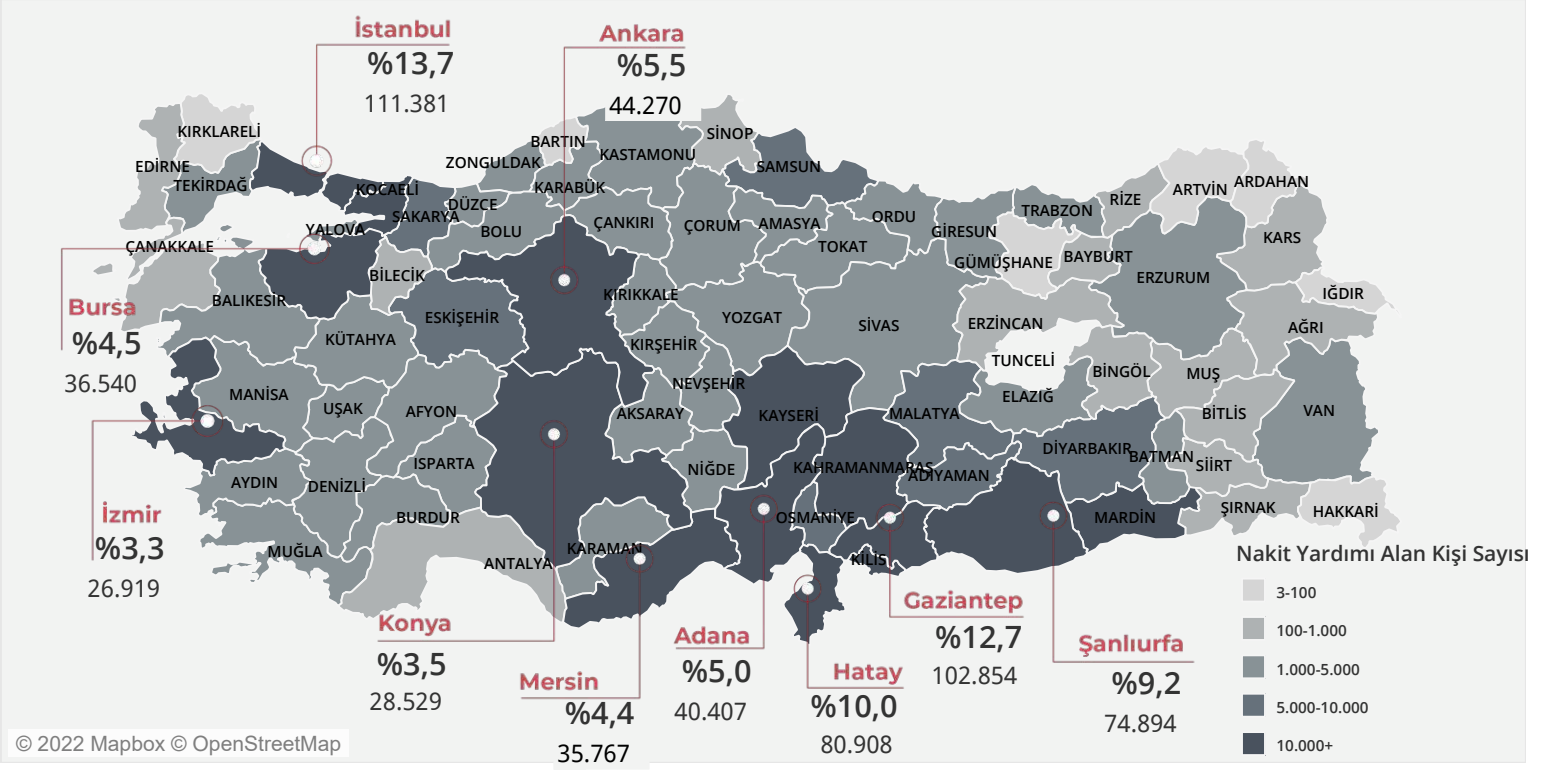 İstanbul
%13,7
111.381
Ankara
%5,5
44.270
KIRKLARELİ
EDİRNE
TEKİRDAĞ
KOCAELİ
SAKARYA
YALOVA
DÜZCE
BOLU
ZONGULDAK
BARTIN
KARABÜK
KASTAMONU
SİNOP
SAMSUN
ÇANKIRI
ÇORUM
AMASYA
TOKAT
ORDU
GİRESUN
TRABZON
RİZE
ARTVİN
ARDAHAN
KARS
GÜMÜŞHANE
BAYBURT
ERZURUM
IĞDIR
AĞRI
ÇANAKKALE
BALIKESİR
BİLECİK
ESKİŞEHİR
KÜTAHYA
KIRIKKALE
KIRŞEHİR
YOZGAT
SİVAS
ERZİNCAN
TUNCELİ
BİNGÖL
MUŞ
Bursa
%4,5
36.540
MANİSA
UŞAK
AFYON
AKSARAY
NEVŞEHİR
KAYSERİ
MALATYA
ELAZIĞ
BİTLİS
VAN
DİYARBAKIR
BATMAN
SİİRT
ŞIRNAK
HAKKARİ
MARDİN
ADIYAMAN
KAHRAMANMARAŞ
OSMANİYE
KİLİS
NİĞDE
ISPARTA
AYDIN
DENİZLİ
BURDUR
MUĞLA
ANTALYA
KARAMAN
İzmir
%3,3
26.919
Konya
%3,5
28.529
Mersin
%4,4
35.767
Adana
%5,0
40.407
Hatay
%10,0
80.908
Gaziantep
%12,7
102.854
Şanlıurfa
%9,2
74.894
Nakit Yardımı Alan Kişi Sayısı
3-100
100-1.000
1.000-5.000
5.000-10.000
10.000+
© 2022 Mapbox © OpenStreetMap